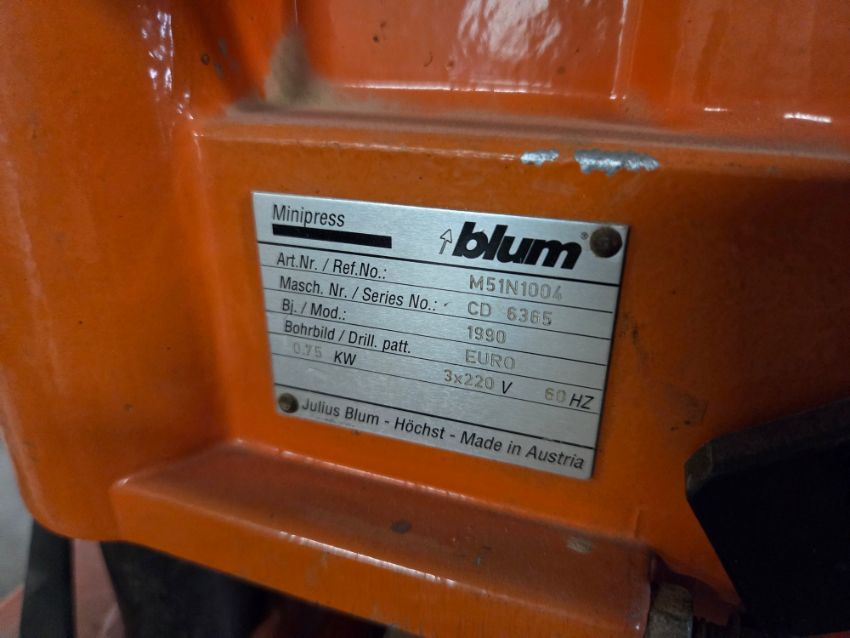 Minipress
blum®
Art.Nr. / Ref.No.: M51N1004
Masch. Nr. / Series No.: CD 6365
Bj. / Mod.: 1990
Bohrbild / Drill. patt. EURO
0.75 KW 3x220 V 60 HZ
Julius Blum - Höchst - Made in Austria